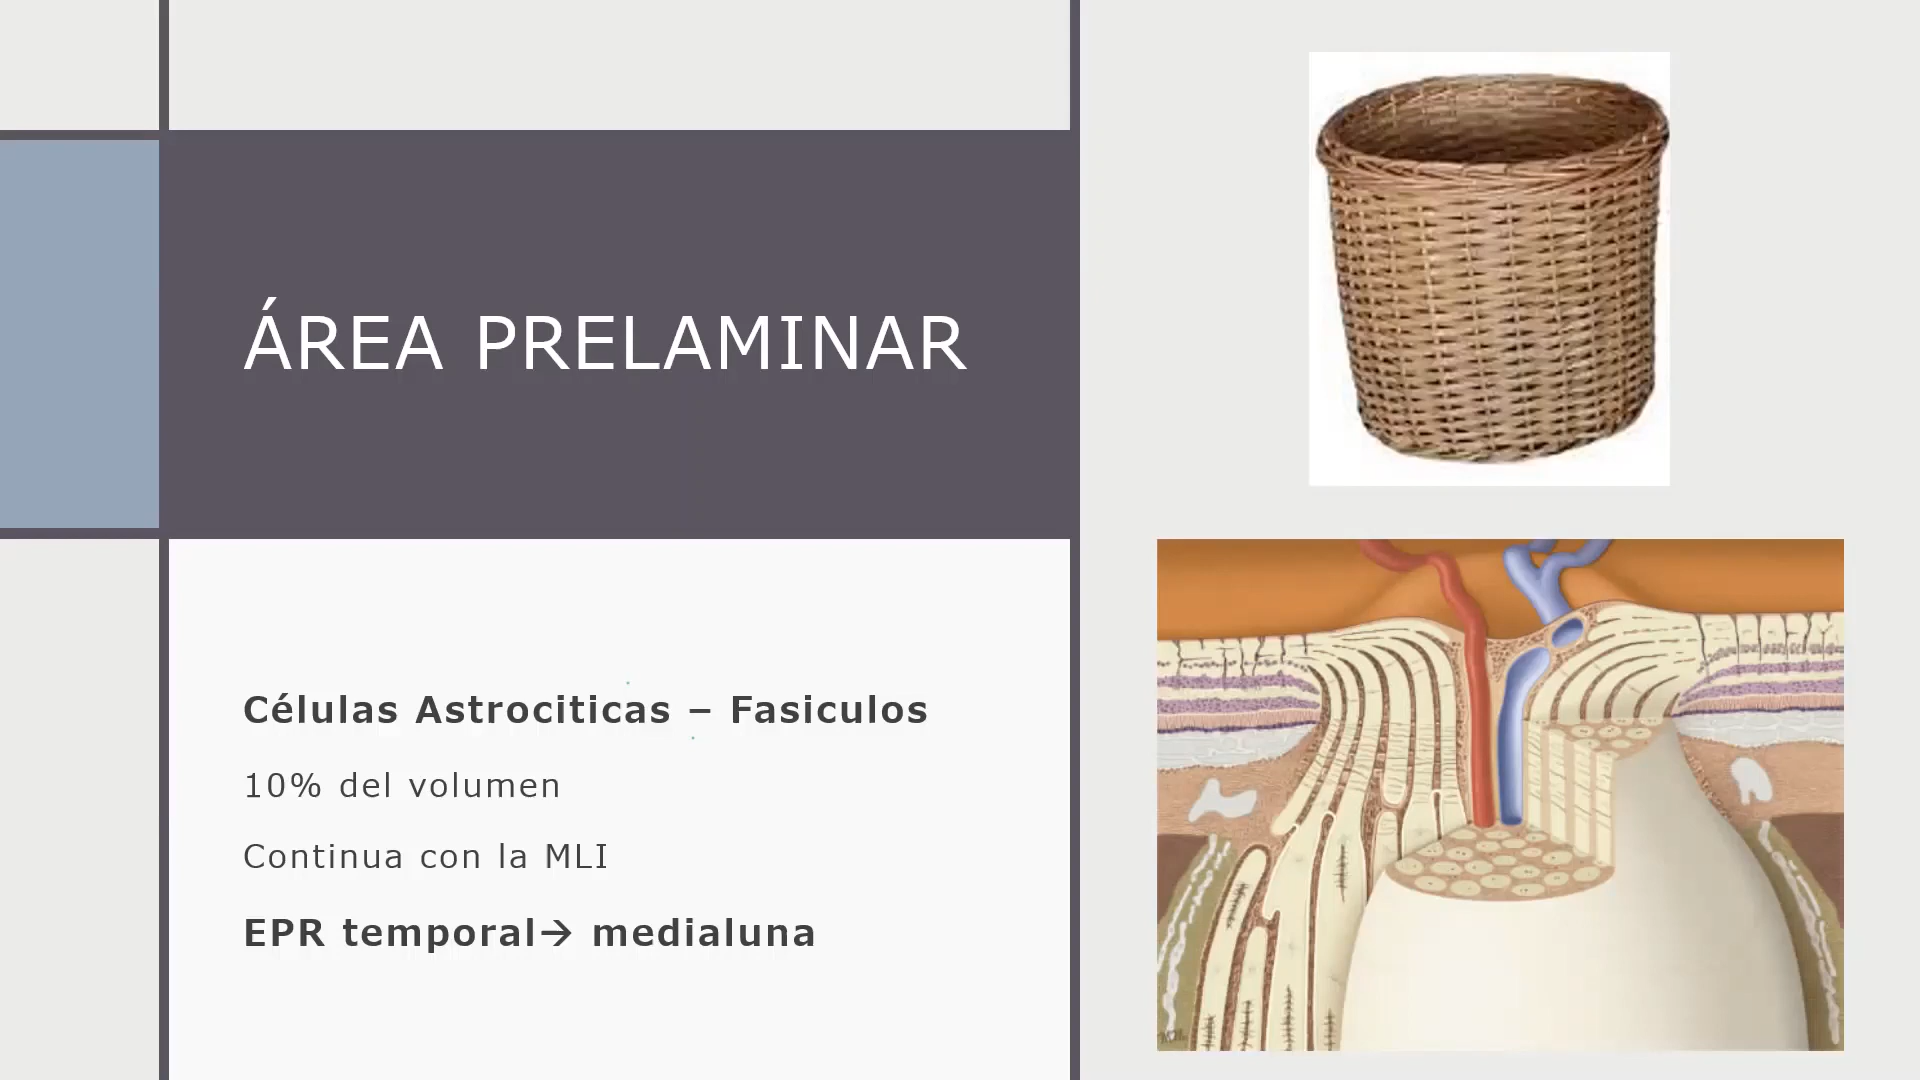 ÁREA PRELAMINAR
Células Astrociticas – Fasiculos
10% del volumen
Continua con la MLI
EPR temporal→ medialuna